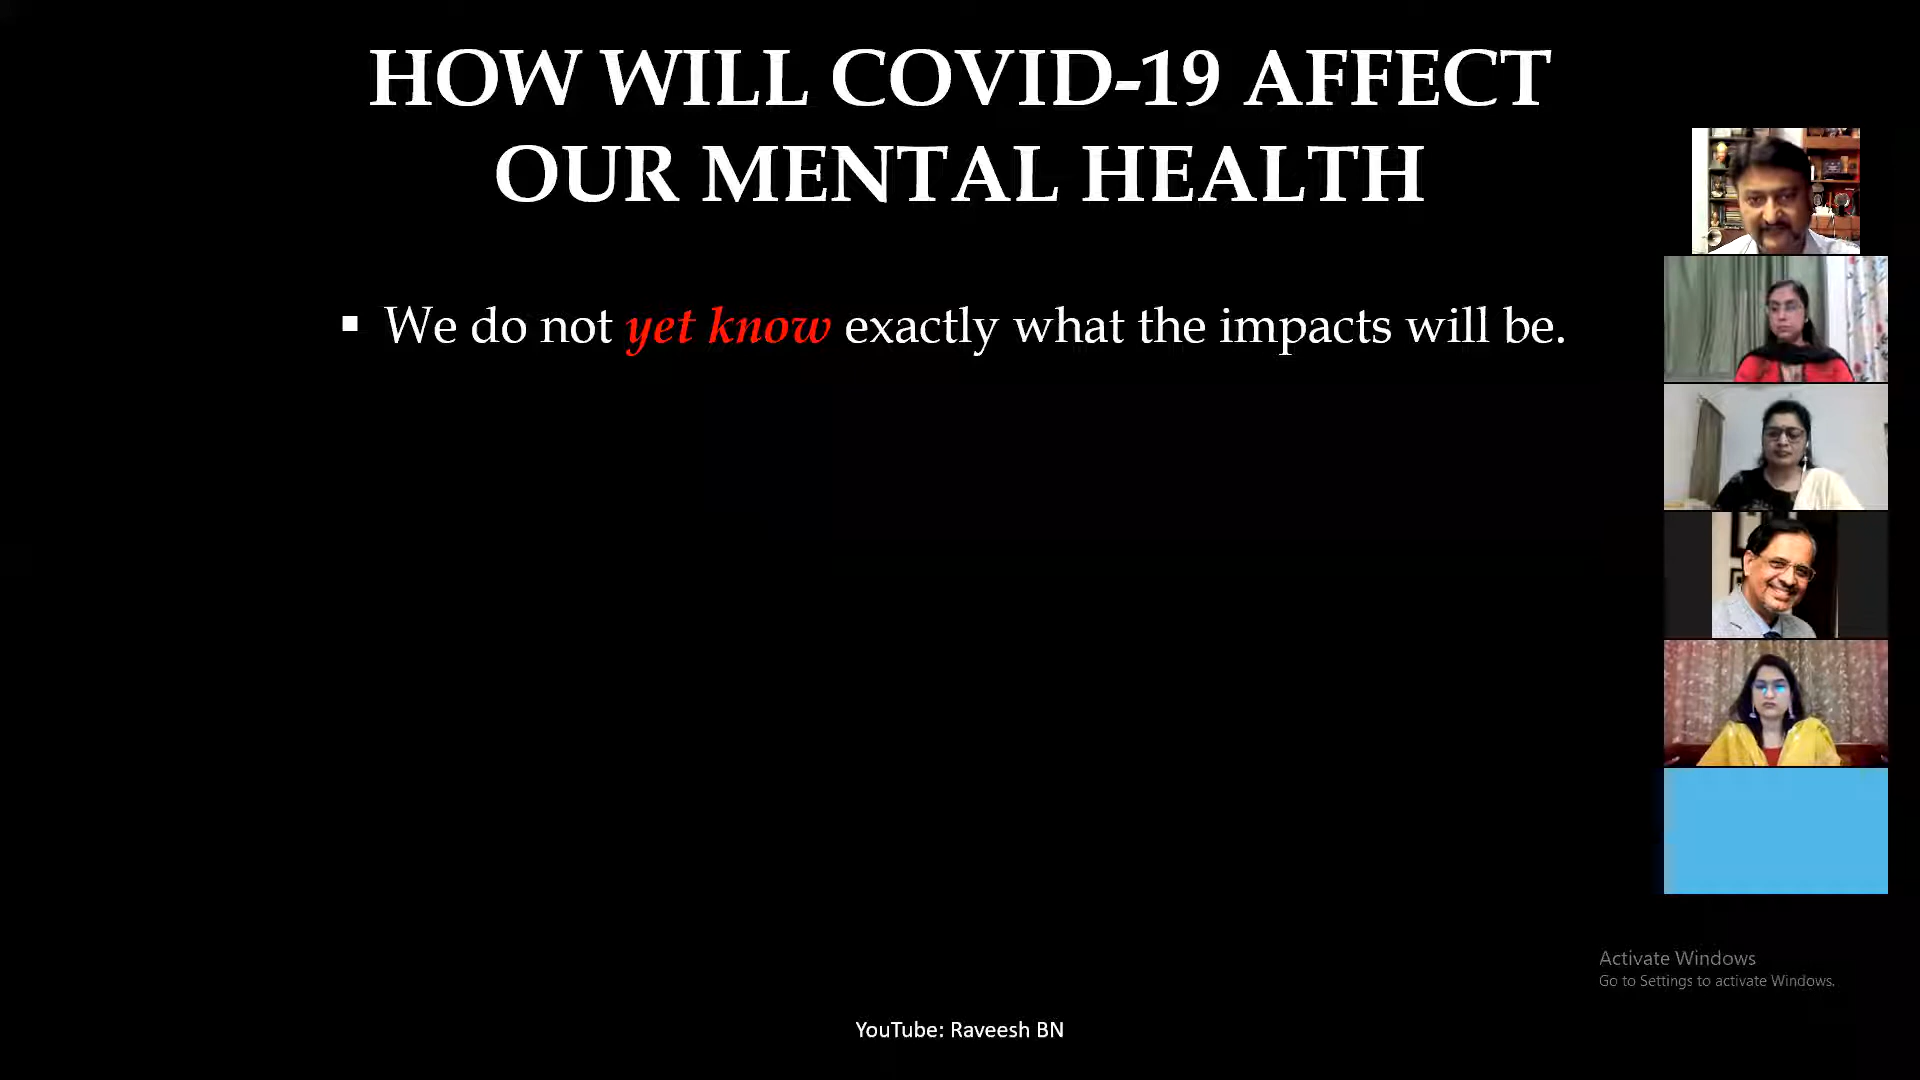 HOW WILL COVID-19 AFFECT
OUR MENTAL HEALTH
▪ We do not yet know exactly what the impacts will be.
Activate Windows
Go to Settings to activate Windows.
YouTube: Raveesh BN